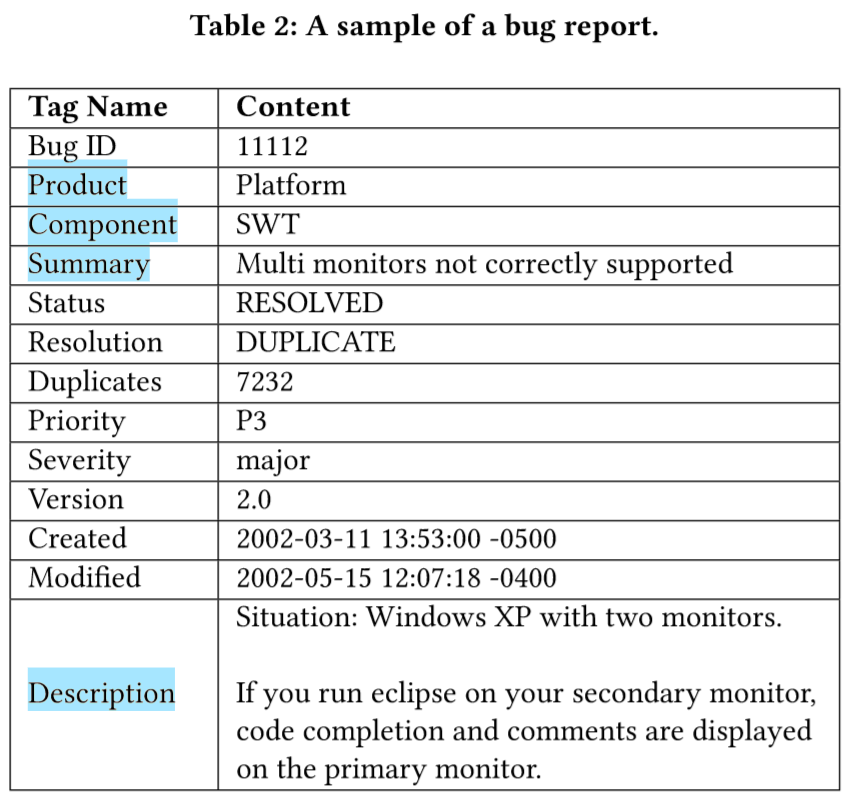 Table 2: A sample of a bug report.
Tag Name Content
Bug ID 11112
Product Platform
Component SWT
Summary Multi monitors not correctly supported
Status RESOLVED
Resolution DUPLICATE
Duplicates 7232
Priority P3
Severity major
Version 2.0
Created 2002-03-11 13:53:00 -0500
Modified 2002-05-15 12:07:18 -0400
Situation: Windows XP with two monitors.
Description If you run eclipse on your secondary monitor,
code completion and comments are displayed
on the primary monitor.